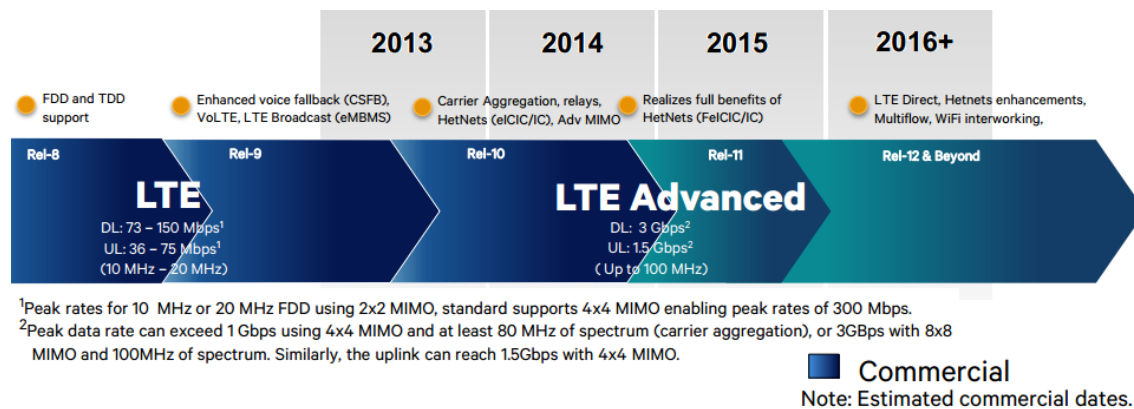 2013
2014
2015
2016+
FDD and TDD
support
Enhanced voice fallback (CSFB),
VoLTE, LTE Broadcast (eMBMS)
Carrier Aggregation, relays,
HetNets (eICIC/IC), Adv MIMO
Realizes full benefits of
HetNets (FeICIC/IC)
LTE Direct, Hetnets enhancements,
Multiflow, WiFi interworking,
Rel-8
Rel-9
Rel-10
Rel-11
Rel-12 & Beyond
LTE
DL: 73 – 150 Mbps¹
UL: 36 – 75 Mbps¹
(10 MHz – 20 MHz)
LTE Advanced
DL: 3 Gbps²
UL: 1.5 Gbps²
(Up to 100 MHz)
¹Peak rates for 10 MHz or 20 MHz FDD using 2x2 MIMO, standard supports 4x4 MIMO enabling peak rates of 300 Mbps.
²Peak data rate can exceed 1 Gbps using 4x4 MIMO and at least 80 MHz of spectrum (carrier aggregation), or 3GBps with 8x8
MIMO and 100MHz of spectrum. Similarly, the uplink can reach 1.5Gbps with 4x4 MIMO.
Commercial
Note: Estimated commercial dates.